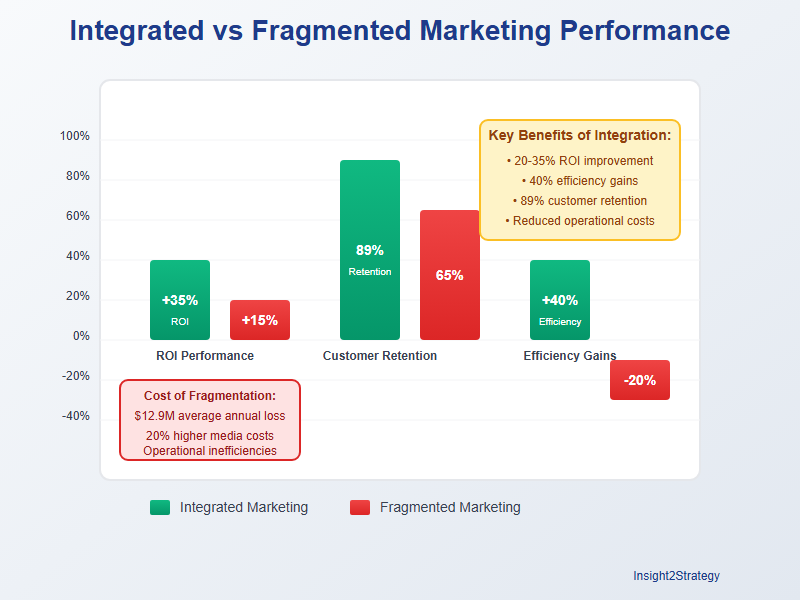 Integrated vs Fragmented Marketing Performance
100%
80%
60%
40%
20%
0%
-20%
-40%
Key Benefits of Integration:
• 20-35% ROI improvement
• 40% efficiency gains
• 89% customer retention
• Reduced operational costs
+35%
ROI
+15%
89%
Retention
65%
+40%
Efficiency
-20%
ROI Performance
Customer Retention
Efficiency Gains
Cost of Fragmentation:
$12.9M average annual loss
20% higher media costs
Operational inefficiencies
Integrated Marketing
Fragmented Marketing
Insight2Strategy